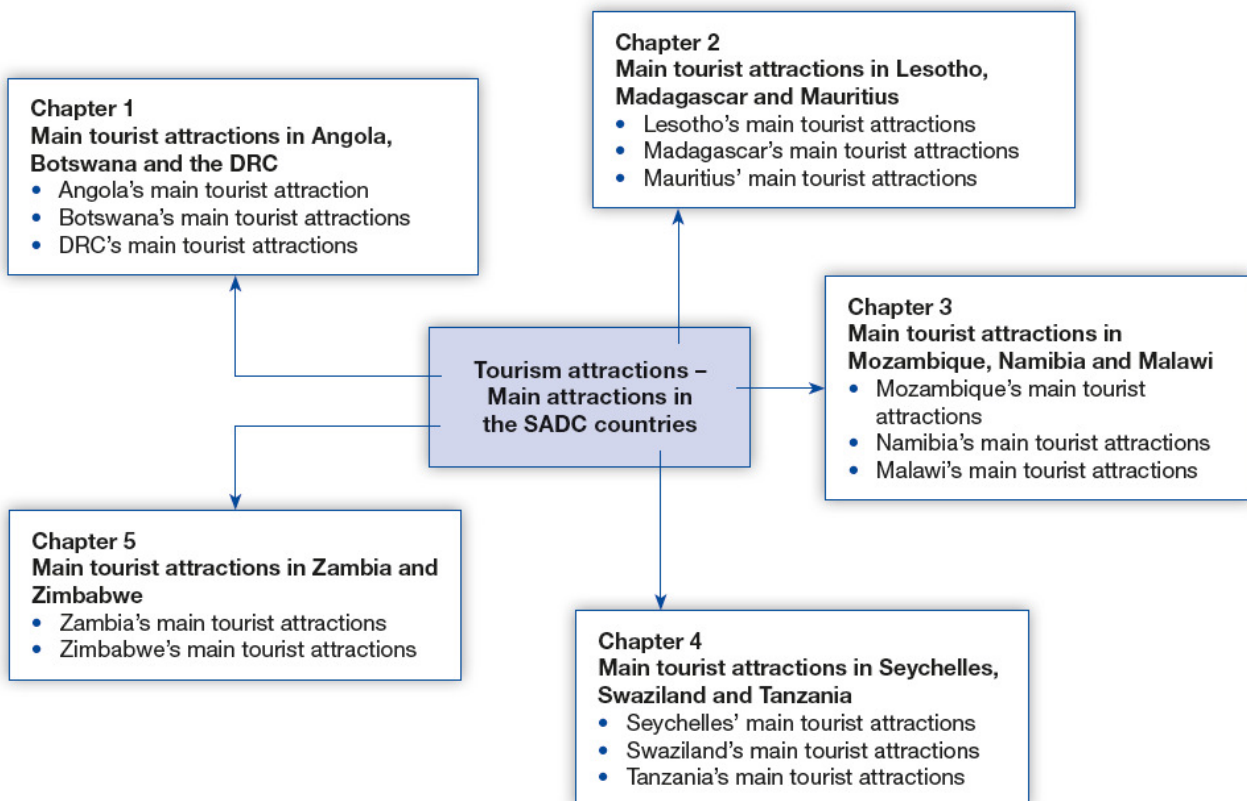 Chapter 1
Main tourist attractions in Angola,
Botswana and the DRC
• Angola's main tourist attraction
• Botswana's main tourist attractions
• DRC's main tourist attractions
Chapter 2
Main tourist attractions in Lesotho,
Madagascar and Mauritius
• Lesotho's main tourist attractions
• Madagascar's main tourist attractions
• Mauritius' main tourist attractions
Tourism attractions –
Main attractions in
the SADC countries
Chapter 3
Main tourist attractions in
Mozambique, Namibia and Malawi
• Mozambique's main tourist
attractions
• Namibia's main tourist attractions
• Malawi's main tourist attractions
Chapter 4
Main tourist attractions in Seychelles,
Swaziland and Tanzania
• Seychelles' main tourist attractions
• Swaziland's main tourist attractions
• Tanzania's main tourist attractions
Chapter 5
Main tourist attractions in Zambia and
Zimbabwe
• Zambia's main tourist attractions
• Zimbabwe's main tourist attractions